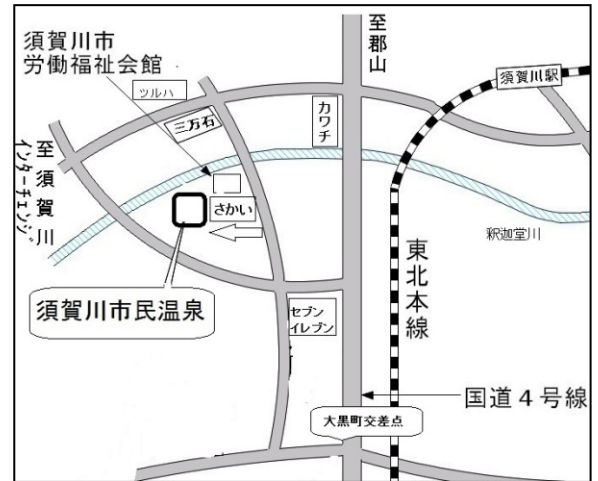 須賀川市
労働福祉会館
ツルハ
三万石
カワチ
至郡山
須賀川駅
至須賀川
インターチェンジ
さかい
釈迦堂川
須賀川市民温泉
東北本線
セブン
イレブン
国道４号線
大黒町交差点